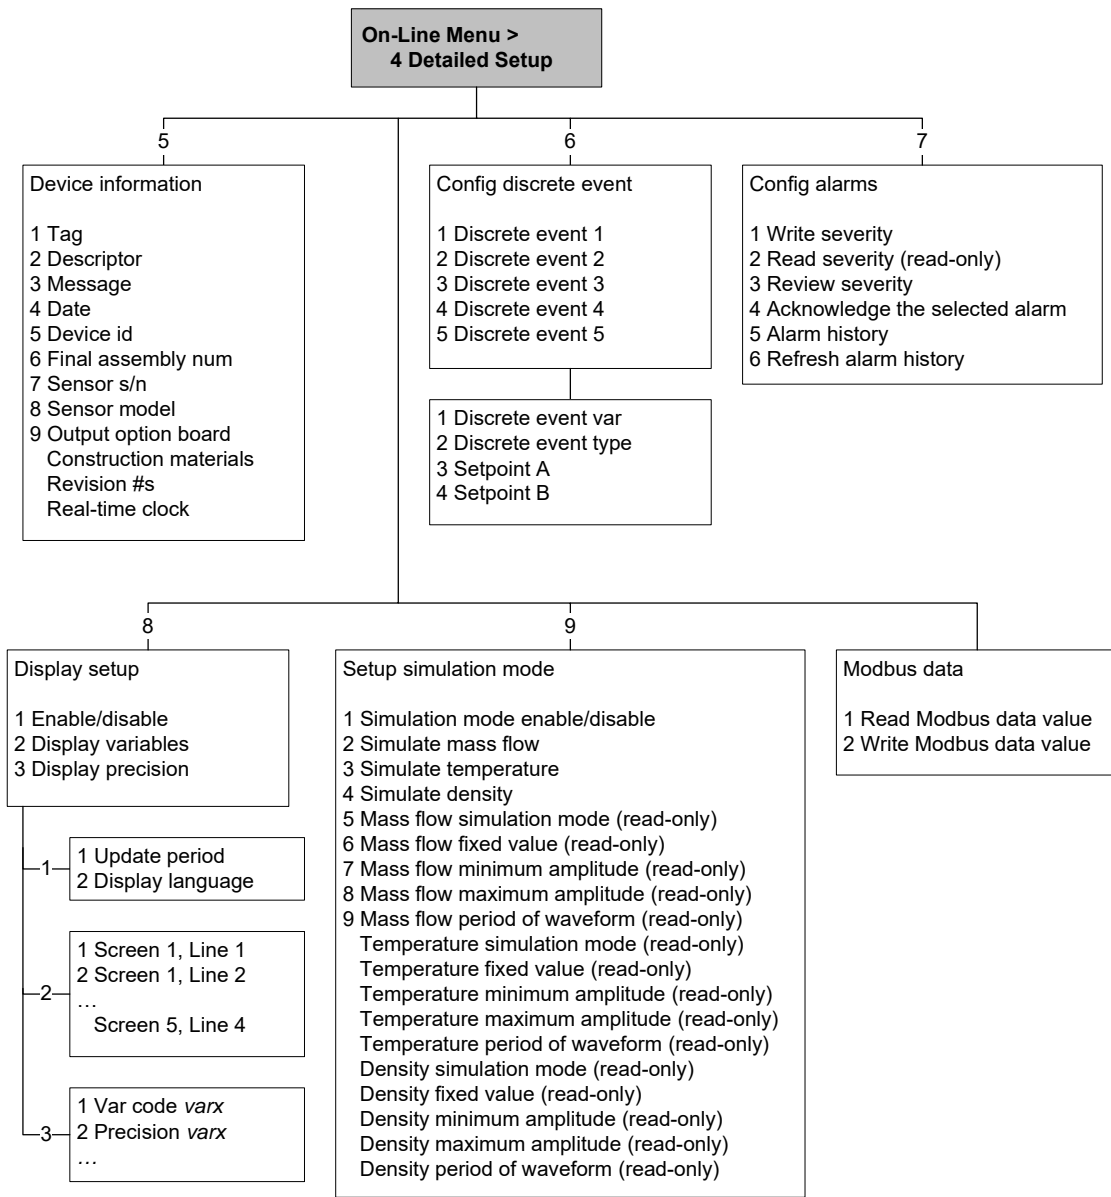 On-Line Menu >
4 Detailed Setup
5
Device information
1 Tag
2 Descriptor
3 Message
4 Date
5 Device id
6 Final assembly num
7 Sensor s/n
8 Sensor model
9 Output option board
Construction materials
Revision #s
Real-time clock
6
Config discrete event
1 Discrete event 1
2 Discrete event 2
3 Discrete event 3
4 Discrete event 4
5 Discrete event 5
1 Discrete event var
2 Discrete event type
3 Setpoint A
4 Setpoint B
7
Config alarms
1 Write severity
2 Read severity (read-only)
3 Review severity
4 Acknowledge the selected alarm
5 Alarm history
6 Refresh alarm history
8
Display setup
1 Enable/disable
2 Display variables
3 Display precision
1
1 Update period
2 Display language
2
1 Screen 1, Line 1
2 Screen 1, Line 2
…
Screen 5, Line 4
3
1 Var code varx
2 Precision varx
…
9
Setup simulation mode
1 Simulation mode enable/disable
2 Simulate mass flow
3 Simulate temperature
4 Simulate density
5 Mass flow simulation mode (read-only)
6 Mass flow fixed value (read-only)
7 Mass flow minimum amplitude (read-only)
8 Mass flow maximum amplitude (read-only)
9 Mass flow period of waveform (read-only)
Temperature simulation mode (read-only)
Temperature fixed value (read-only)
Temperature minimum amplitude (read-only)
Temperature maximum amplitude (read-only)
Temperature period of waveform (read-only)
Density simulation mode (read-only)
Density fixed value (read-only)
Density minimum amplitude (read-only)
Density maximum amplitude (read-only)
Density period of waveform (read-only)
Modbus data
1 Read Modbus data value
2 Write Modbus data value